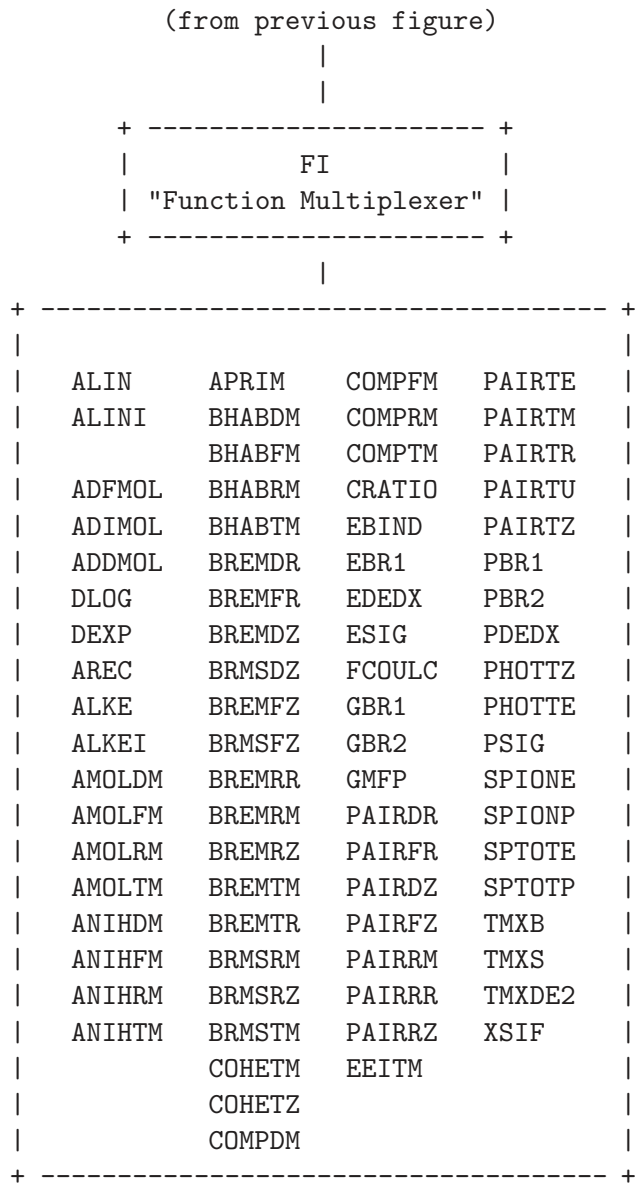 (from previous figure)
|
|
+ ---------------------- +
| FI |
| "Function Multiplexer" |
+ ---------------------- +
|
+ ------------------------------------- +
| |
| ALIN APRIM COMPFM PAIRTE |
| ALINI BHABDM COMPRM PAIRTM |
| BHABFM COMPTM PAIRTR |
| ADFMOL BHABRM CRATIO PAIRTU |
| ADIMOL BHABTM EBIND PAIRTZ |
| ADDMOL BREMDR EBR1 PBR1 |
| DLOG BREMFR EDEDX PBR2 |
| DEXP BREMDZ ESIG PDEDX |
| AREC BRMSDZ FCOULC PHOTTZ |
| ALKE BREMFZ GBR1 PHOTTE |
| ALKEI BRMSFZ GBR2 PSIG |
| AMOLDM BREMRR GMFP SPIONE |
| AMOLFM BREMRM PAIRDR SPIONP |
| AMOLRM BREMRZ PAIRFR SPTOTE |
| AMOLTM BREMTM PAIRDZ SPTOTP |
| ANIHDM BREMTR PAIRFZ TMXB |
| ANIHFM BRMSRM PAIRRM TMXS |
| ANIHRM BRMSRZ PAIRRR TMXDE2 |
| ANIHTM BRMSTM PAIRRZ XSIF |
| COHETM EEITM |
| COHETZ |
| COMPDM |
+ ------------------------------------- +